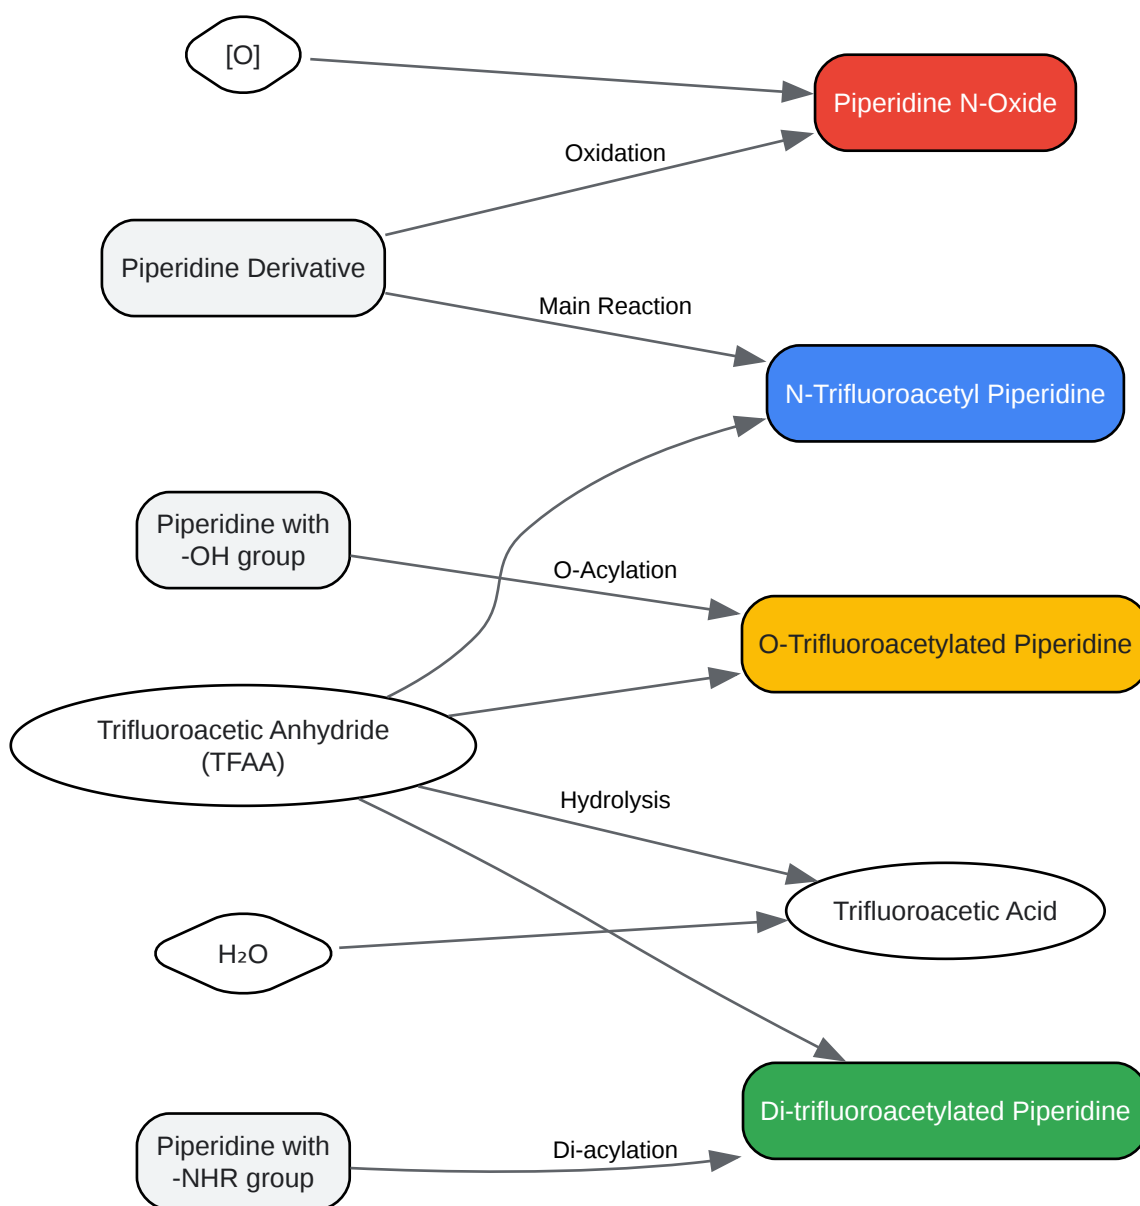 [O]
Piperidine N-Oxide
Oxidation
Piperidine Derivative
Main Reaction
N-Trifluoroacetyl Piperidine
Piperidine with
-OH group
O-Acylation
O-Trifluoroacetylated Piperidine
Trifluoroacetic Anhydride
(TFAA)
Hydrolysis
Trifluoroacetic Acid
H₂O
Di-trifluoroacetylated Piperidine
Piperidine with
-NHR group
Di-acylation